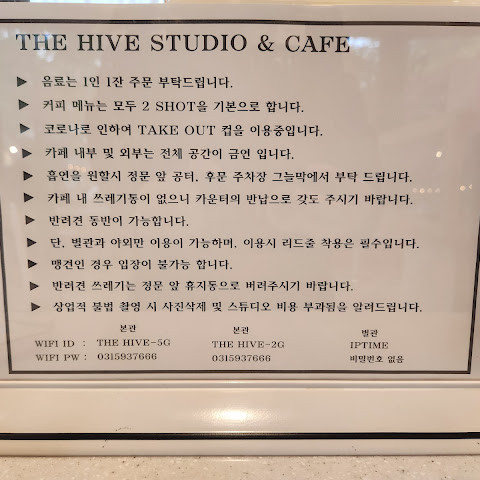 THE HIVE STUDIO & CAFE
▶ 음료는 1인 1잔 주문 부탁드립니다.
▶ 커피 메뉴는 모두 2 SHOT을 기본으로 합니다.
▶ 코로나로 인하여 TAKE OUT 컵을 이용중입니다.
▶ 카페 내부 및 외부는 전체 공간이 금연 입니다.
▶ 흡연을 원할시 정문 앞 공터, 후문 주차장 그늘막에서 부탁 드립니다.
▶ 카페 내 쓰레기통이 없으니 카운터의 반납으로 갖도 주시기 바랍니다.
▶ 반려견 동반이 가능합니다.
▶ 단, 별관과 야외만 이용이 가능하며, 이용시 리드줄 착용은 필수입니다.
▶ 맹견인 경우 입장이 불가능 합니다.
▶ 반려견 쓰레기는 정문 앞 휴지동으로 버려주시기 바랍니다.
▶ 상업적 불법 촬영 시 사진삭제 및 스튜디오 비용 부과됨을 알려드립니다.
본관 본관 별관
WIFI ID : THE HIVE-5G THE HIVE-2G IPTIME
WIFI PW : 0315937666 0315937666 비밀번호 없음